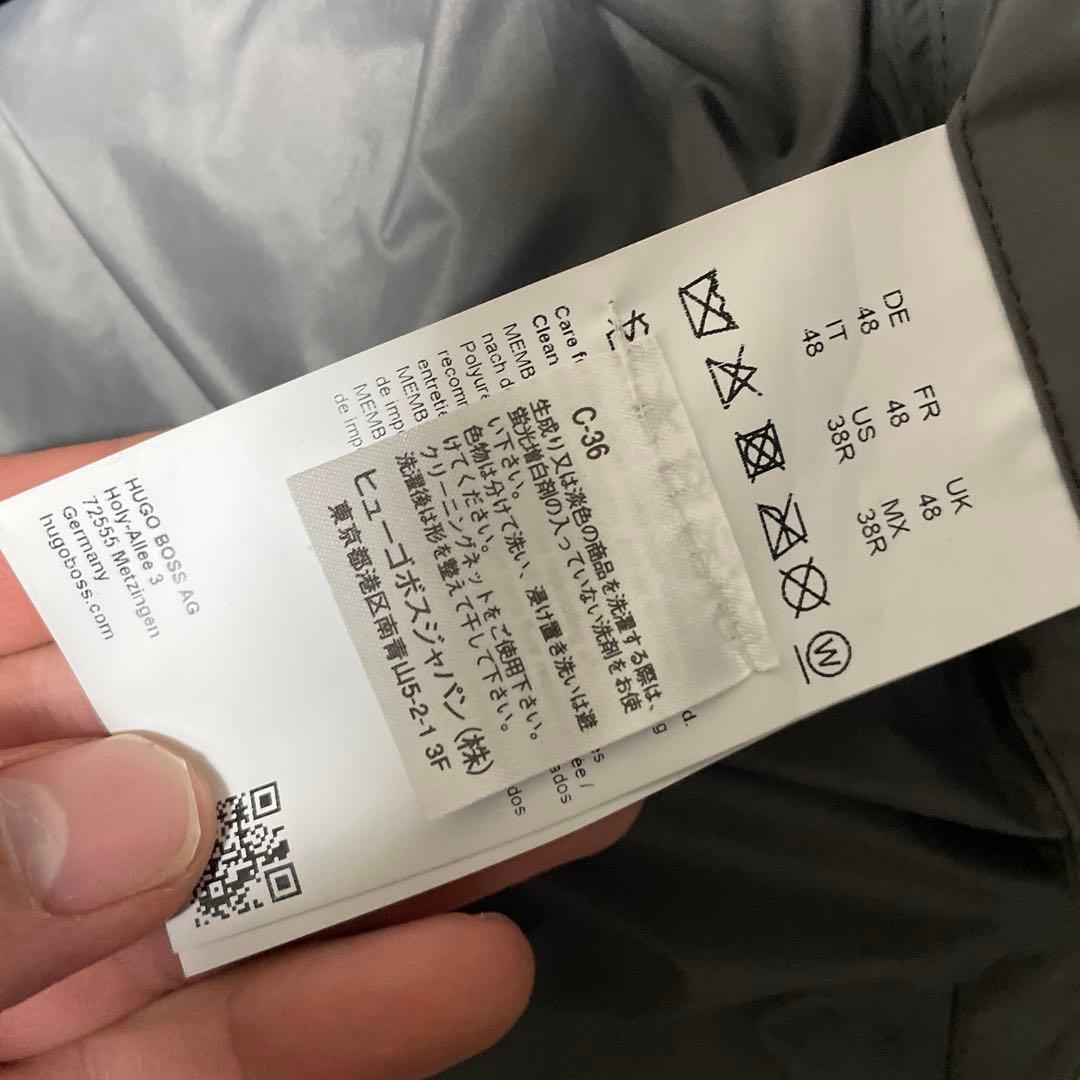 DE
48
FR
48
UK
48
IT
48
US
38R
MX
38R
W
Care f
Clean
MEMB
nach d
Polyure
recom
entreti
MEMB
de imp
MEMB
de imp
d.
g
es
ée /
ados
dos
C-36
生成り又は淡色の商品を洗濯する際は、
蛍光増白剤の入っていない洗剤をお使
い下さい。
色物は分けて洗い、浸け置き洗いは避
けてください。
クリーニングネットをご使用下さい。
洗濯後は形を整えて干して下さい。
ヒューゴボスジャパン(株)
東京都港区南青山5-2-1 3F
HUGO BOSS AG
Holy-Allee 3
72555 Metzingen
Germany
hugoboss.com